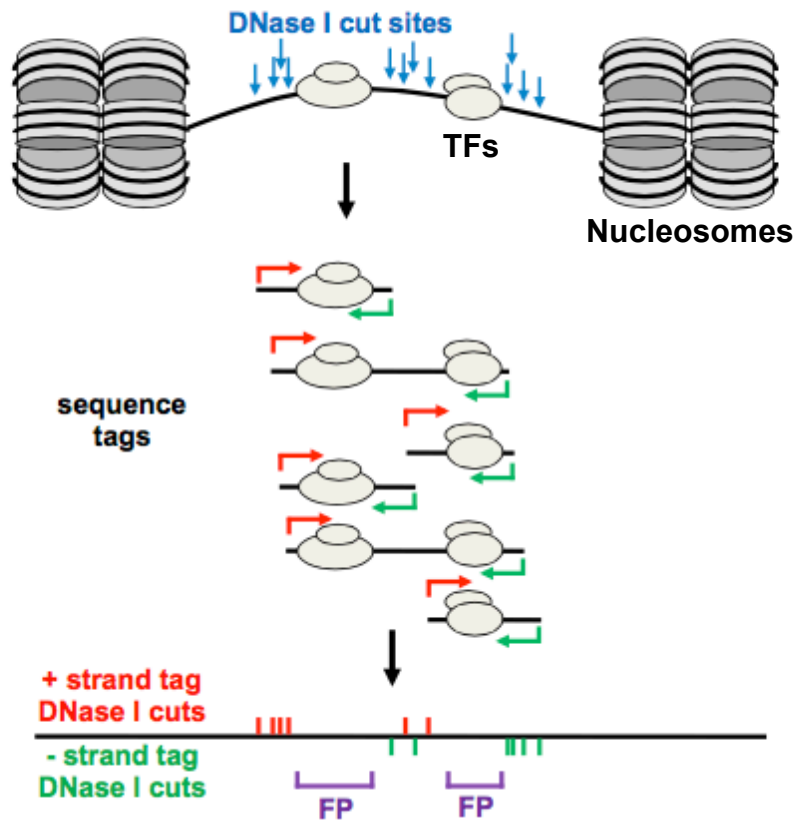 DNase I cut sites
TFs
Nucleosomes
sequence
tags
+ strand tag
DNase I cuts
- strand tag
DNase I cuts
FP
FP